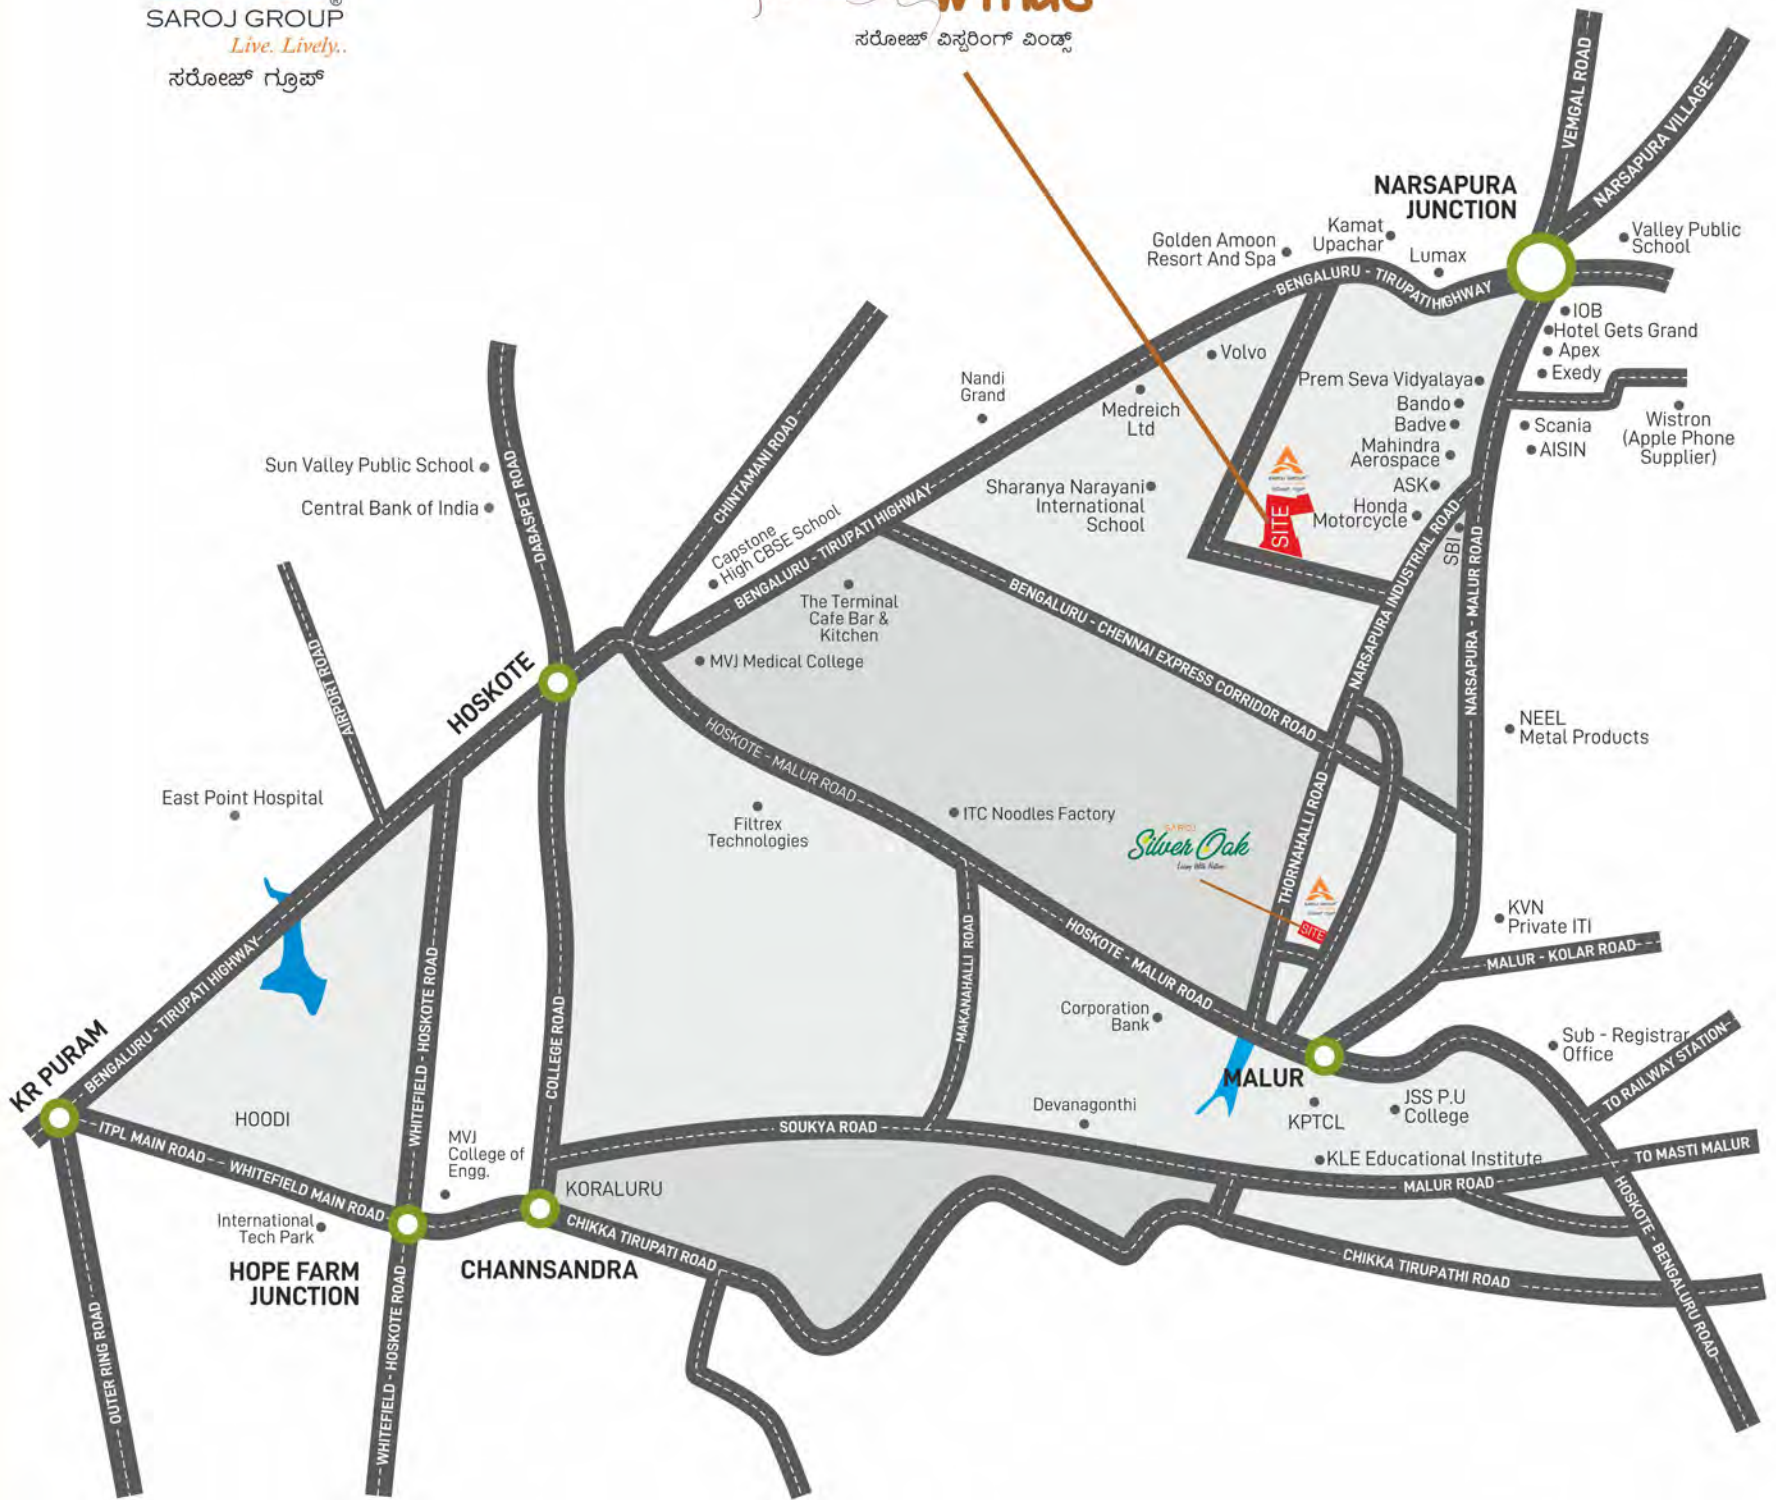 SAROJ GROUP®
Live. Lively..
ಸರೋಜ್ ಗ್ರೂಪ್
winds
ಸರೋಜ್ ವಿಸ್ಪರಿಂಗ್ ವಿಂಡ್ಸ್
VEMGAL ROAD
NARSAPURA VILLAGE
NARSAPURA
JUNCTION
Valley Public
School
Kamat
Upachar
Golden Amoon
Resort And Spa
Lumax
BENGALURU - TIRUPATI HIGHWAY
IOB
Hotel Gets Grand
Apex
Exedy
Volvo
Prem Seva Vidyalaya
Bando
Badve
Mahindra
Aerospace
ASK
Honda
Motorcycle
SBI
Scania
AISIN
Wistron
(Apple Phone
Supplier)
Nandi
Grand
Medreich
Ltd
Sharanya Narayani
International
School
SAROJ GROUP
SITE
NARSAPURA INDUSTRIAL ROAD
NARSAPURA - MALUR ROAD
Sun Valley Public School
Central Bank of India
DABASPET ROAD
CHINTAMANI ROAD
Capstone
High CBSE School
BENGALURU - TIRUPATI HIGHWAY
The Terminal
Cafe Bar &
Kitchen
MVJ Medical College
BENGALURU - CHENNAI EXPRESS CORRIDOR ROAD
AIRPORT ROAD
HOSKOTE
HOSKOTE - MALUR ROAD
NEEL
Metal Products
East Point Hospital
Filtrex
Technologies
ITC Noodles Factory
SAROJ
Silver Oak
Living With Nature
THORNAHALLI ROAD
SAROJ GROUP
SITE
KVN
Private ITI
MALUR - KOLAR ROAD
BENGALURU - TIRUPATI HIGHWAY
WHITEFIELD - HOSKOTE ROAD
COLLEGE ROAD
MAKANAHALLI ROAD
HOSKOTE - MALUR ROAD
Corporation
Bank
Sub - Registrar
Office
TO RAILWAY STATION
KR PURAM
HOODI
ITPL MAIN ROAD
WHITEFIELD MAIN ROAD
MVJ
College of
Engg.
SOUKYA ROAD
Devanagonthi
MALUR
KPTCL
JSS P.U
College
KLE Educational Institute
TO MASTI MALUR
MALUR ROAD
International
Tech Park
KORALURU
CHIKKA TIRUPATI ROAD
HOPE FARM
JUNCTION
CHANNSANDRA
CHIKKA TIRUPATHI ROAD
HOSKOTE - BENGALURU ROAD
OUTER RING ROAD
WHITEFIELD - HOSKOTE ROAD